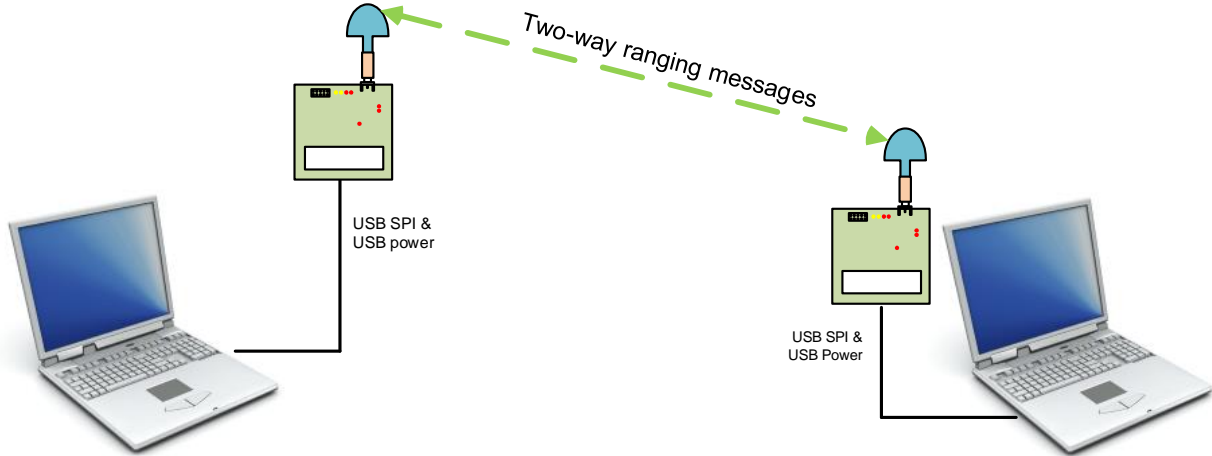 Two-way ranging messages
USB SPI &
USB power
USB SPI &
USB Power